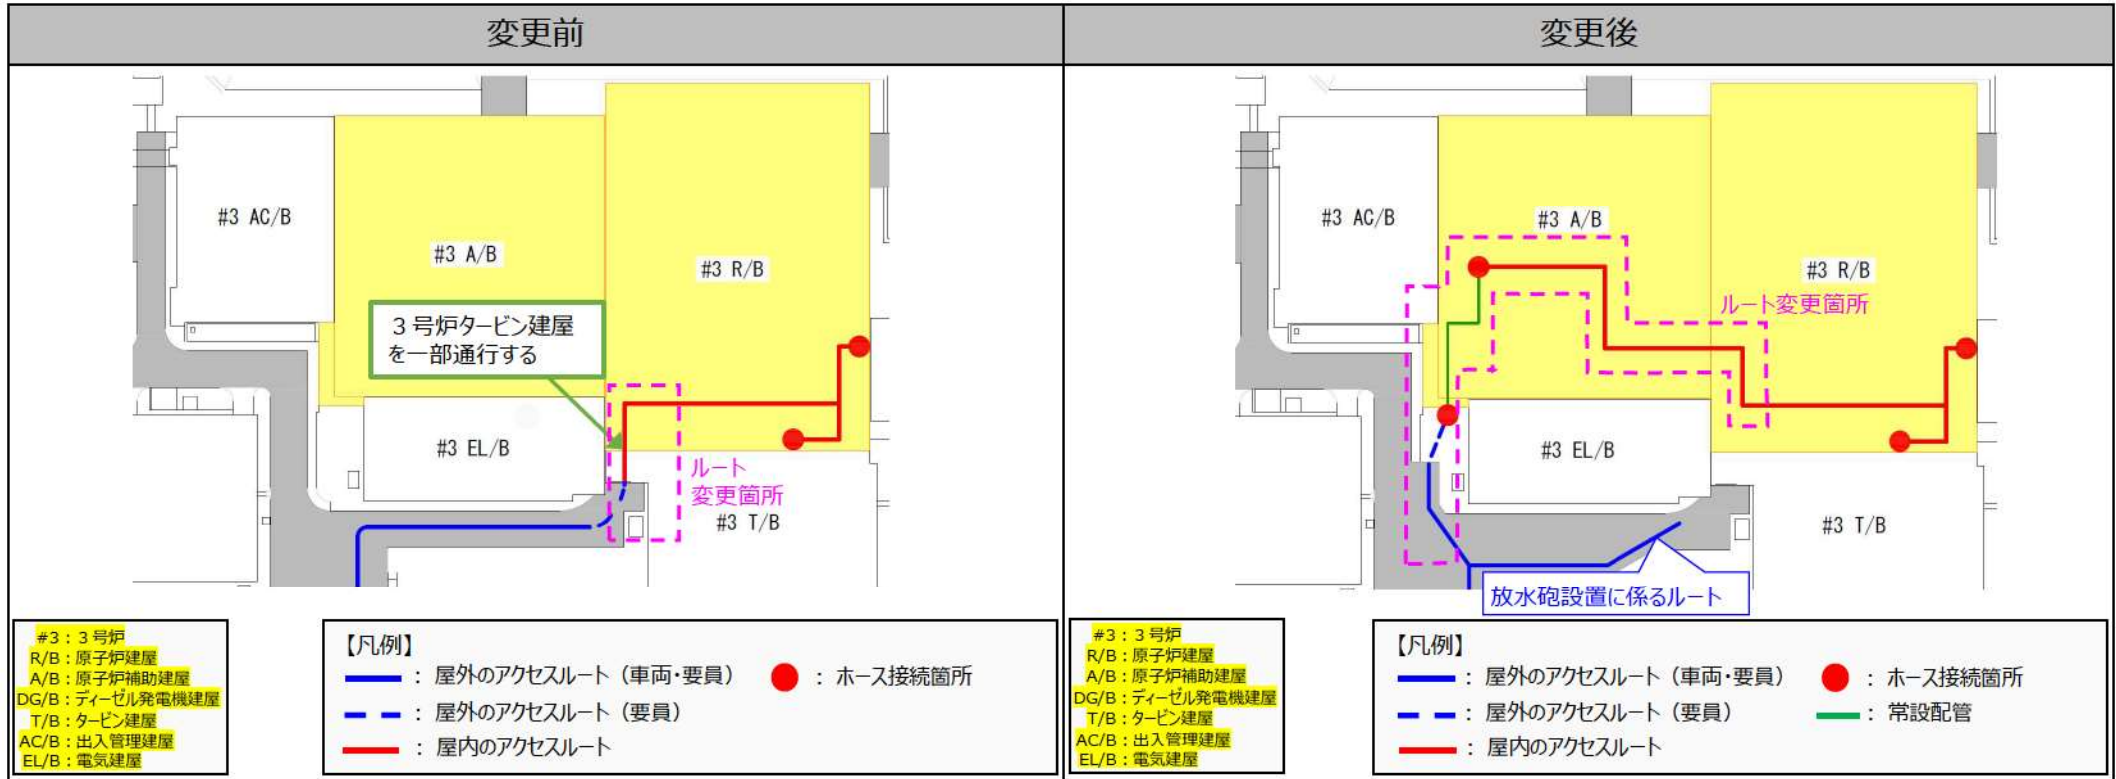 変更前
#3 AC/B
#3 A/B
#3 R/B
3号炉タービン建屋
を一部通行する
#3 EL/B
ルート
変更箇所
#3 T/B
#3：3号炉
R/B：原子炉建屋
A/B：原子炉補助建屋
DG/B：ディーゼル発電機建屋
T/B：タービン建屋
AC/B：出入管理建屋
EL/B：電気建屋
【凡例】
：屋外のアクセスルート（車両・要員）
：ホース接続箇所
：屋外のアクセスルート（要員）
：屋内のアクセスルート
変更後
#3 AC/B
#3 A/B
#3 R/B
ルート変更箇所
#3 EL/B
#3 T/B
放水砲設置に係るルート
#3：3号炉
R/B：原子炉建屋
A/B：原子炉補助建屋
DG/B：ディーゼル発電機建屋
T/B：タービン建屋
AC/B：出入管理建屋
EL/B：電気建屋
【凡例】
：屋外のアクセスルート（車両・要員）
：ホース接続箇所
：屋外のアクセスルート（要員）
：常設配管
：屋内のアクセスルート